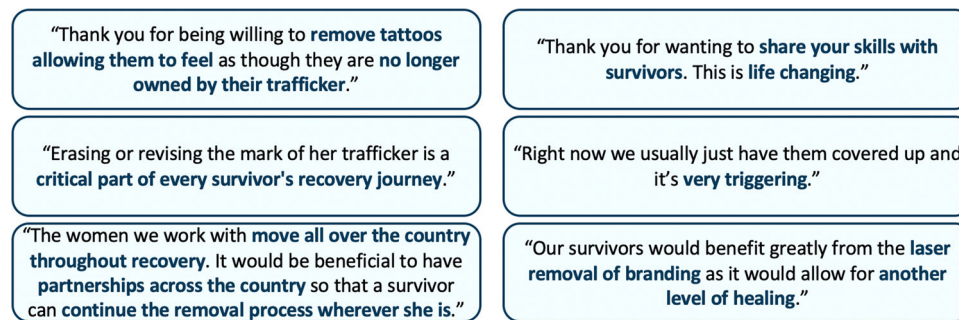 “Thank you for being willing to remove tattoos
allowing them to feel as though they are no longer
owned by their trafficker.”
“Thank you for wanting to share your skills with
survivors. This is life changing.”
“Erasing or revising the mark of her trafficker is a
critical part of every survivor's recovery journey.”
“Right now we usually just have them covered up and
it’s very triggering.”
“The women we work with move all over the country
throughout recovery. It would be beneficial to have
partnerships across the country so that a survivor
can continue the removal process wherever she is.”
“Our survivors would benefit greatly from the laser
removal of branding as it would allow for another
level of healing.”